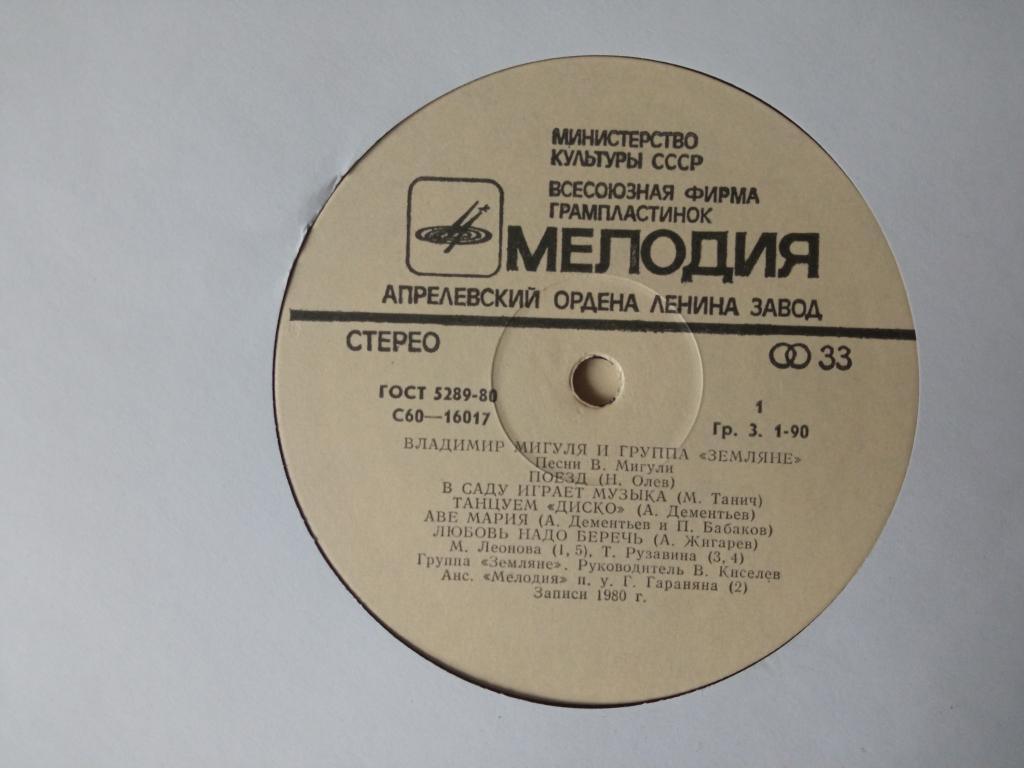 МИНИСТЕРСТВО
КУЛЬТУРЫ СССР
ВСЕСОЮЗНАЯ ФИРМА
ГРАМПЛАСТИНОК
МЕЛОДИЯ
АПРЕЛЕВСКИЙ ОРДЕНА ЛЕНИНА ЗАВОД
СТЕРЕО
33
ГОСТ 5289-80
С60—16017
1
Гр. 3. 1-90
ВЛАДИМИР МИГУЛЯ И ГРУППА «ЗЕМЛЯНЕ»
Песни В. Мигули
ПОЕЗД (Н. Олев)
В САДУ ИГРАЕТ МУЗЫКА (М. Танич)
ТАНЦУЕМ «ДИСКО» (А. Дементьев)
АВЕ МАРИЯ (А. Дементьев и П. Бабаков)
ЛЮБОВЬ НАДО БЕРЕЧЬ (А. Жигарев)
М. Леонова (1, 5), Т. Рузавина (3, 4)
Группа «Земляне». Руководитель В. Киселев
Анс. «Мелодия» п. у. Г. Гараняна (2)
Записи 1980 г.